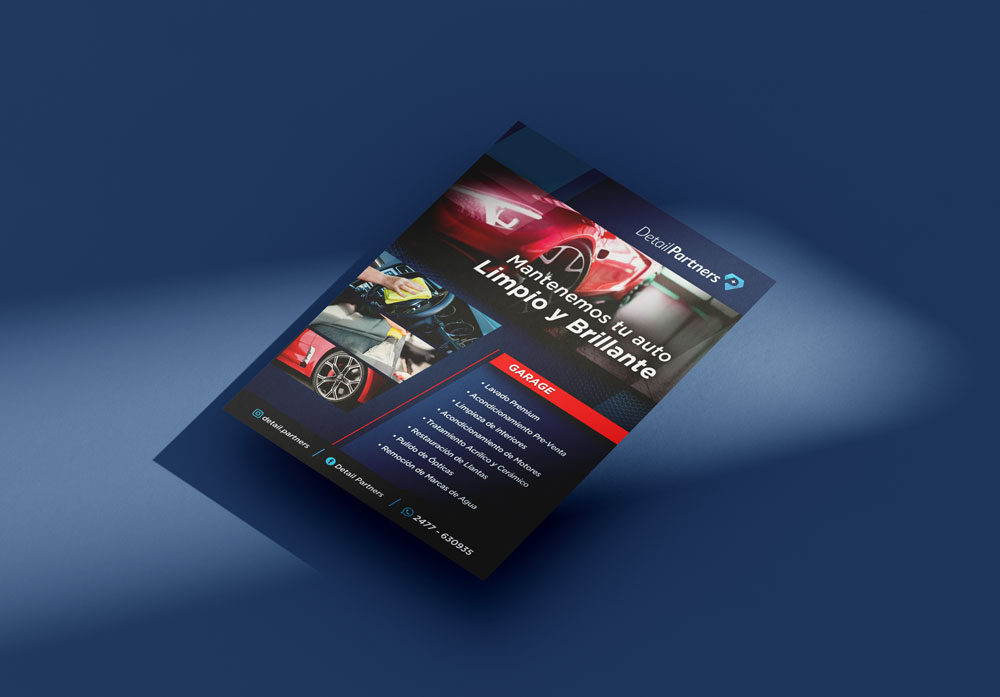 DetailPartners
Mantenemos tu auto
Limpio y Brillante
GARAGE
• Lavado Premium
• Acondicionamiento Pre-Venta
• Limpieza de interiores
• Acondicionamiento de Motores
• Tratamiento Acrílico y Cerámico
• Restauración de Llantas
• Pulido de Ópticas
• Remoción de Marcas de Agua
detail.partners / Detail Partners / 2477 - 630935